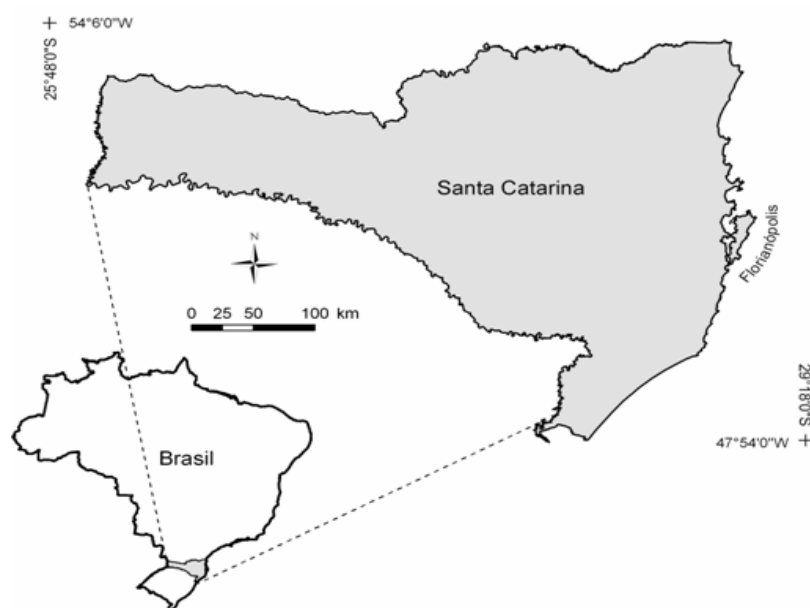 54°6'0"W
25°48'0"S
Santa Catarina
Florianópolis
N
0 25 50 100 km
29°18'0"S
47°54'0"W
Brasil